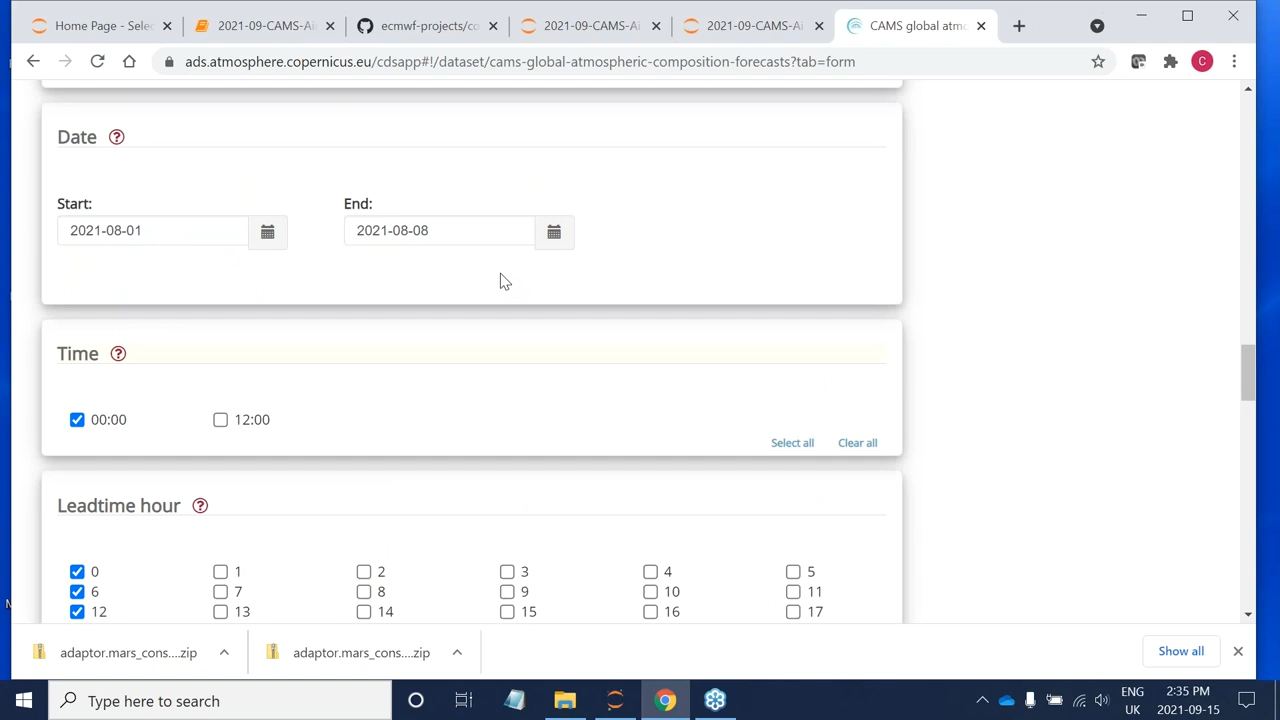 Home Page - Sele
2021-09-CAMS-Ai
ecmwf-projects/co
2021-09-CAMS-Ai
2021-09-CAMS-Ai
CAMS global atmo
ads.atmosphere.copernicus.eu/cdsapp#!/dataset/cams-global-atmospheric-composition-forecasts?tab=form
C
Date ?
Start:
End:
2021-08-01
2021-08-08
Time ?
00:00
12:00
Select all
Clear all
Leadtime hour ?
0 1 2 3 4 5
6 7 8 9 10 11
12 13 14 15 16 17
adaptor.mars_cons....zip
adaptor.mars_cons....zip
Show all
Type here to search
ENG
UK
2:35 PM
2021-09-15